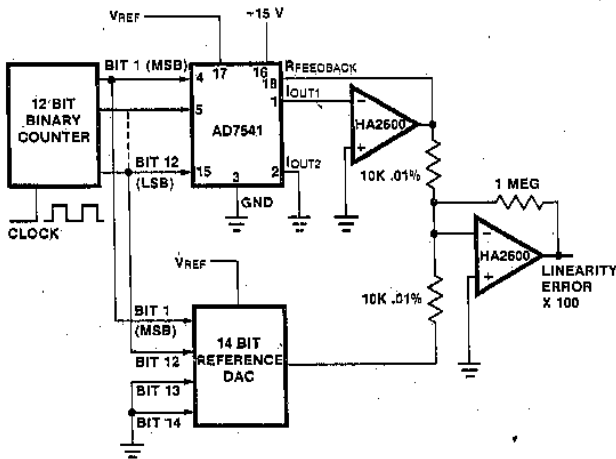 VREF
+15 V
BIT 1 (MSB)
4
17
16
RFEEDBACK
18
IOUT1
1
12 BIT
BINARY
COUNTER
5
AD7541
HA2600
BIT 12
(LSB)
15
3
2
IOUT2
10K .01%
1 MEG
GND
CLOCK
VREF
HA2600
LINEARITY
ERROR
X 100
BIT 1
(MSB)
10K .01%
14 BIT
REFERENCE
DAC
BIT 12
BIT 13
BIT 14